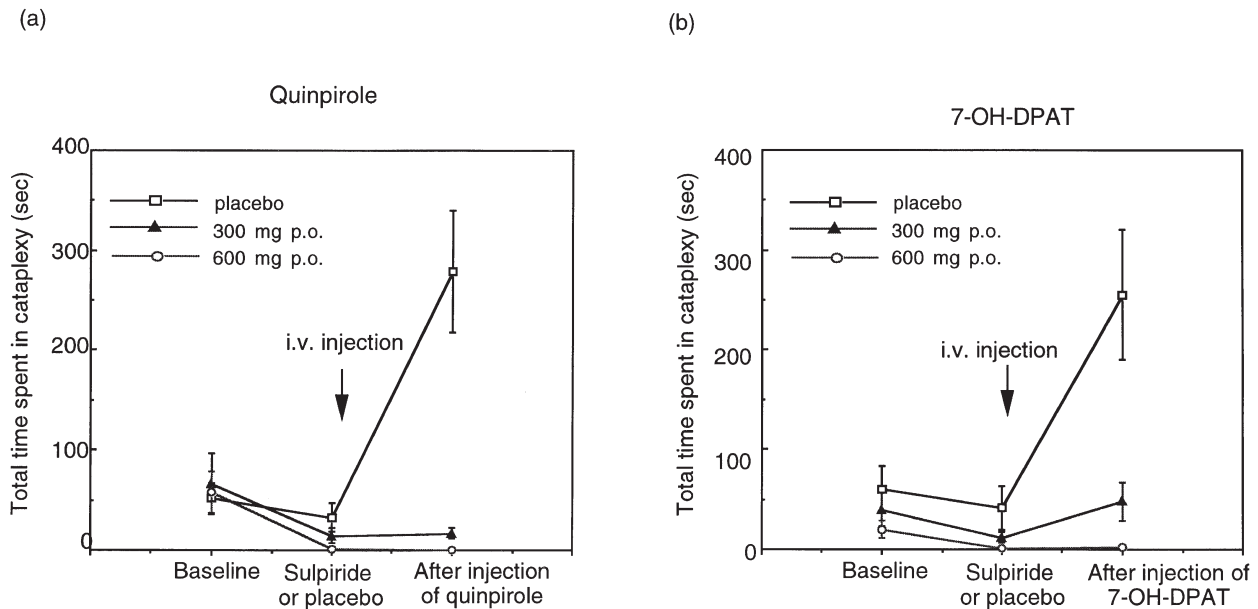 (a)
Quinpirole
Total time spent in cataplexy (sec)
400
300
200
100
0
placebo
300 mg p.o.
600 mg p.o.
i.v. injection
Baseline
Sulpiride
or placebo
After injection
of quinpirole
(b)
7-OH-DPAT
Total time spent in cataplexy (sec)
400
300
200
100
0
placebo
300 mg p.o.
600 mg p.o.
i.v. injection
Baseline
Sulpiride
or placebo
After injection of
7-OH-DPAT